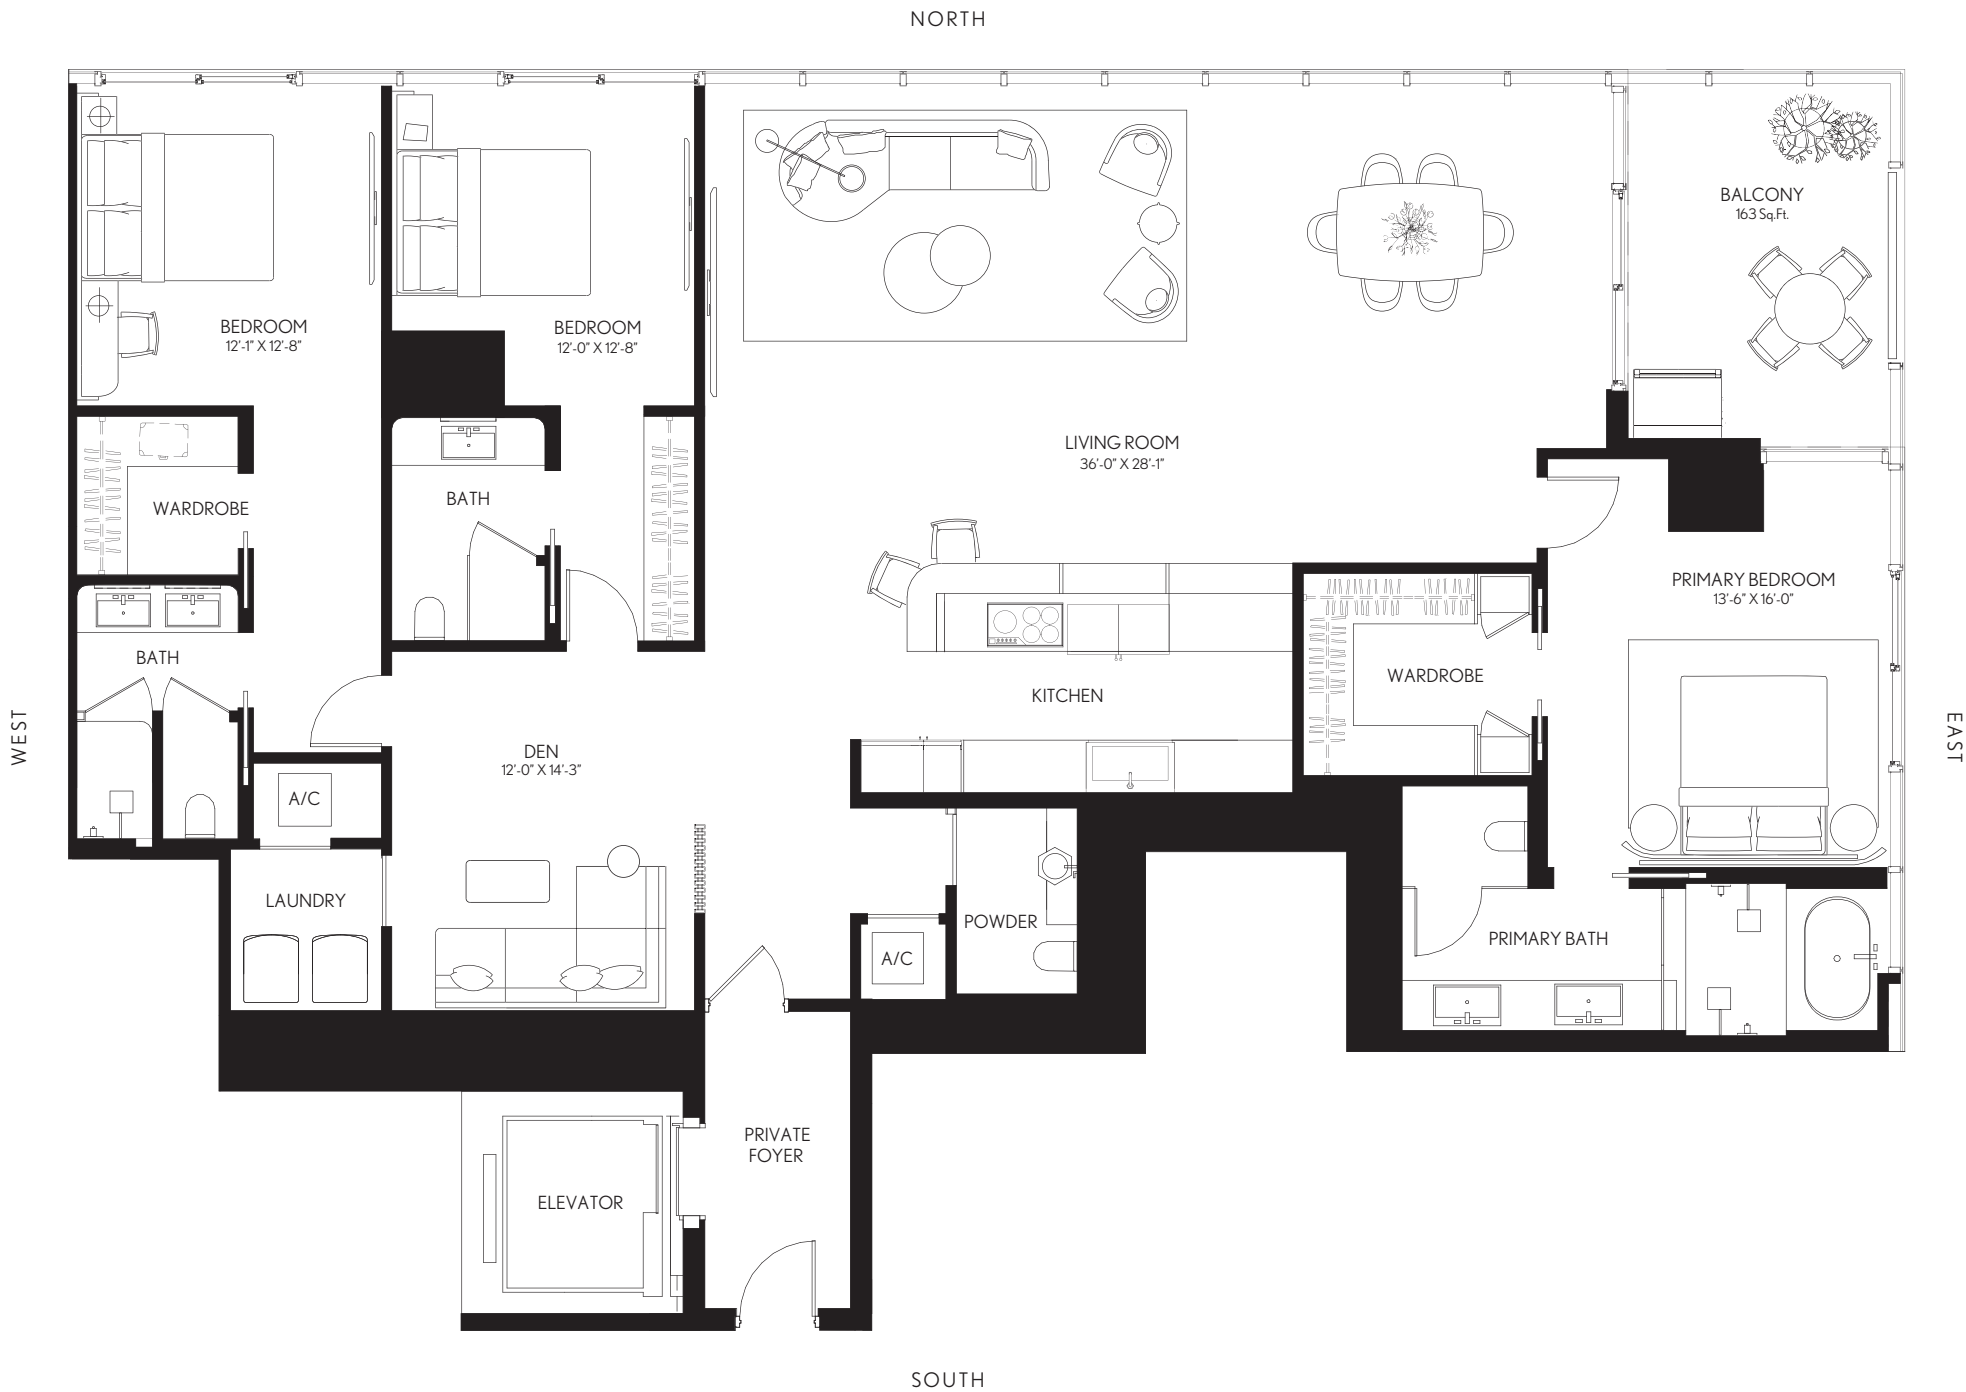 NORTH
BALCONY
163 Sq.Ft.
BEDROOM
12'-1" X 12'-8"
BEDROOM
12'-0" X 12'-8"
LIVING ROOM
36'-0" X 28'-1"
WARDROBE
BATH
PRIMARY BEDROOM
13'-6" X 16'-0"
BATH
WARDROBE
KITCHEN
WEST
EAST
DEN
12'-0" X 14'-3"
A/C
LAUNDRY
POWDER
PRIMARY BATH
A/C
PRIVATE
FOYER
ELEVATOR
SOUTH